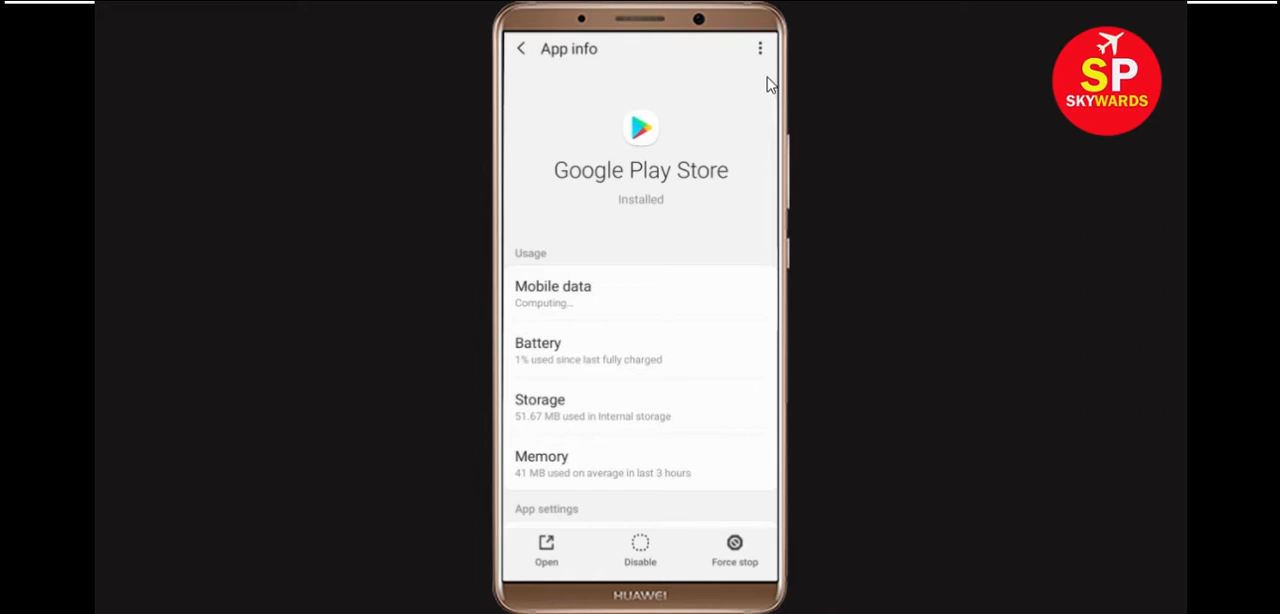 App info
SP
SKYWARDS
Google Play Store
Installed
Usage
Mobile data
Computing...
Battery
1% used since last fully charged
Storage
51.67 MB used in Internal storage
Memory
41 MB used on average in last 3 hours
App settings
Open
Disable
Force stop
HUAWEI